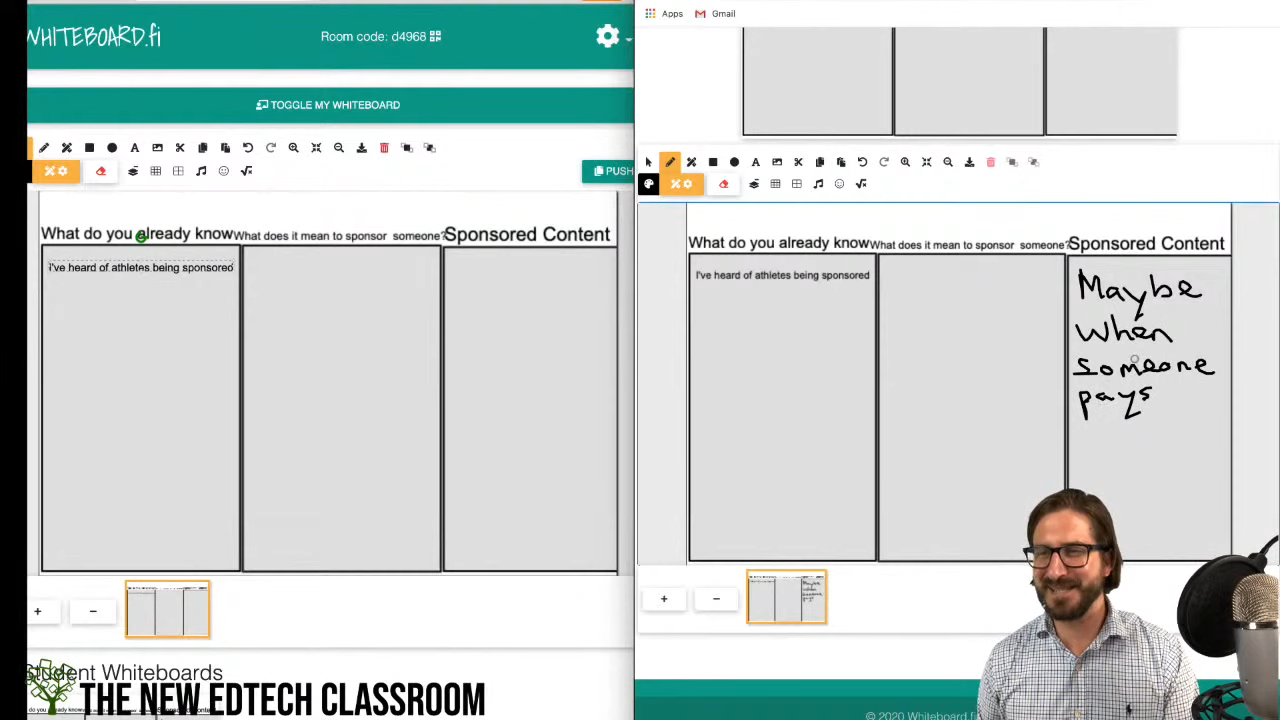 WHITEBOARD.fi
Room code: d4968
TOGGLE MY WHITEBOARD
PUSH
What do you already know
What does it mean to sponsor someone?
Sponsored Content
I've heard of athletes being sponsored
Student Whiteboards
THE NEW EDTECH CLASSROOM
Apps
Gmail
What do you already know
What does it mean to sponsor someone?
Sponsored Content
I've heard of athletes being sponsored
Maybe
when
someone
pays
© 2020 Whiteboard.fi